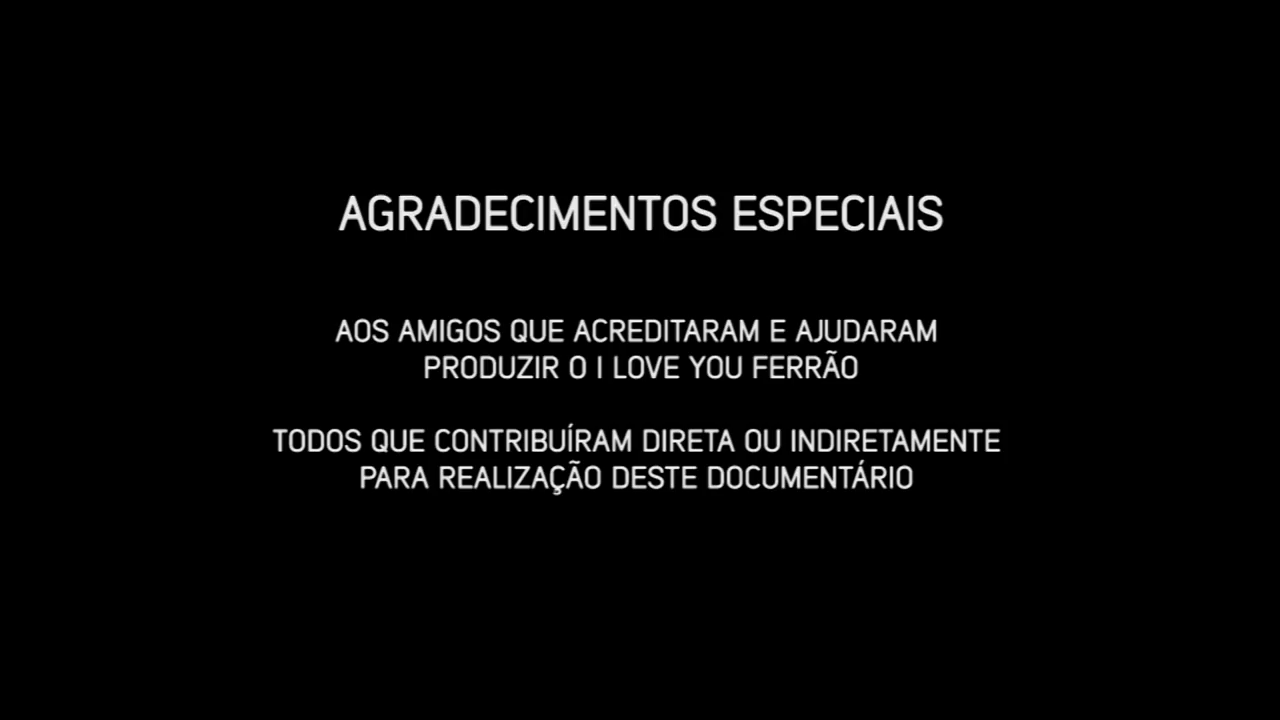 AGRADECIMENTOS ESPECIAIS
AOS AMIGOS QUE ACREDITARAM E AJUDARAM
PRODUZIR O I LOVE YOU FERRÃO
TODOS QUE CONTRIBUÍRAM DIRETA OU INDIRETAMENTE
PARA REALIZAÇÃO DESTE DOCUMENTÁRIO